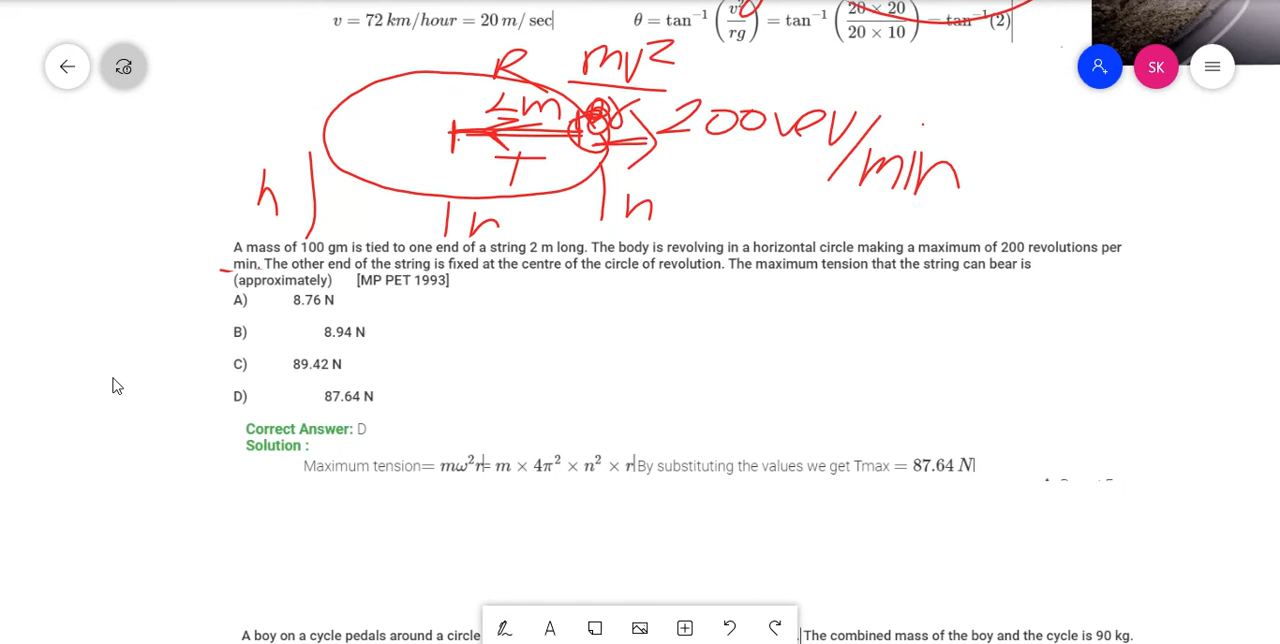 v = 72 km/hour = 20 m/sec θ = tan⁻¹ (v²/rg) = tan⁻¹ (20 × 20/20 × 10) = tan⁻¹(2)
SK
R mv²
2m r
T 200rev/min
h) )h
)h
A mass of 100 gm is tied to one end of a string 2 m long. The body is revolving in a horizontal circle making a maximum of 200 revolutions per
min. The other end of the string is fixed at the centre of the circle of revolution. The maximum tension that the string can bear is
(approximately) [MP PET 1993]
A) 8.76 N
B) 8.94 N
C) 89.42 N
D) 87.64 N
Correct Answer: D
Solution :
Maximum tension= mω²r= m × 4π² × n² × r By substituting the values we get Tmax = 87.64 N
A boy on a cycle pedals around a circle The combined mass of the boy and the cycle is 90 kg.